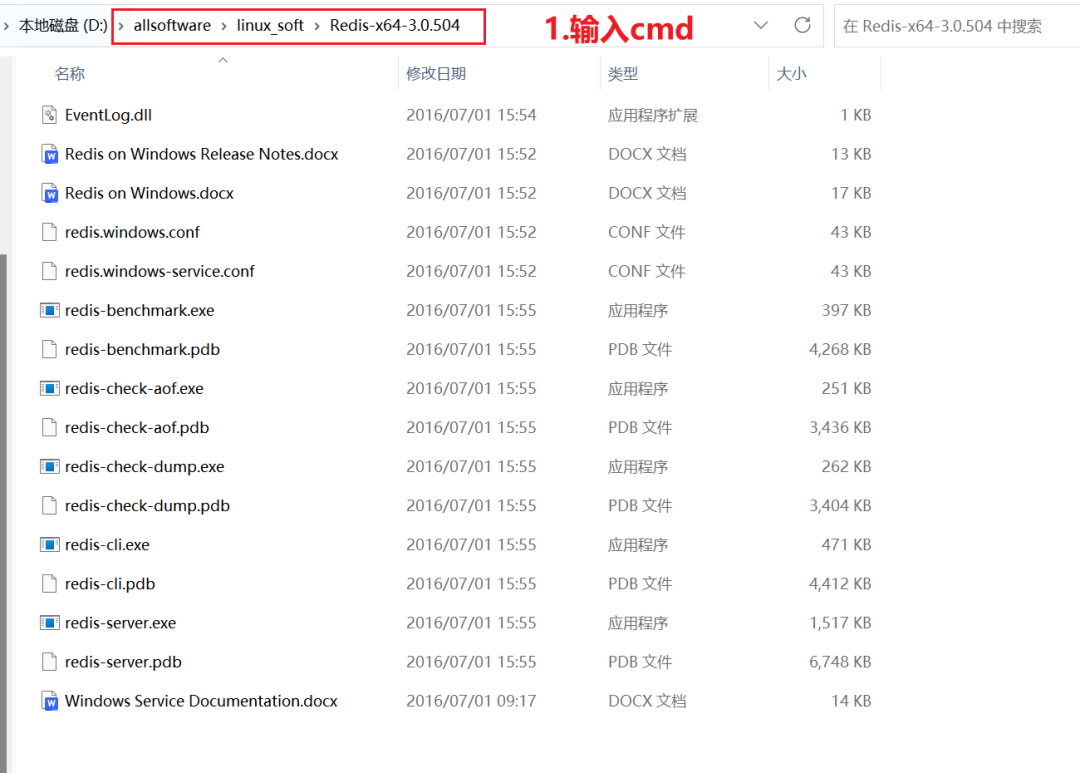 本地磁盘 (D:) › allsoftware › linux_soft › Redis-x64-3.0.504 1.输入cmd 在 Redis-x64-3.0.504 中搜索
名称 修改日期 类型 大小
EventLog.dll 2016/07/01 15:54 应用程序扩展 1 KB
Redis on Windows Release Notes.docx 2016/07/01 15:52 DOCX 文档 13 KB
Redis on Windows.docx 2016/07/01 15:52 DOCX 文档 17 KB
redis.windows.conf 2016/07/01 15:52 CONF 文件 43 KB
redis.windows-service.conf 2016/07/01 15:52 CONF 文件 43 KB
redis-benchmark.exe 2016/07/01 15:55 应用程序 397 KB
redis-benchmark.pdb 2016/07/01 15:55 PDB 文件 4,268 KB
redis-check-aof.exe 2016/07/01 15:55 应用程序 251 KB
redis-check-aof.pdb 2016/07/01 15:55 PDB 文件 3,436 KB
redis-check-dump.exe 2016/07/01 15:55 应用程序 262 KB
redis-check-dump.pdb 2016/07/01 15:55 PDB 文件 3,404 KB
redis-cli.exe 2016/07/01 15:55 应用程序 471 KB
redis-cli.pdb 2016/07/01 15:55 PDB 文件 4,412 KB
redis-server.exe 2016/07/01 15:55 应用程序 1,517 KB
redis-server.pdb 2016/07/01 15:55 PDB 文件 6,748 KB
Windows Service Documentation.docx 2016/07/01 09:17 DOCX 文档 14 KB